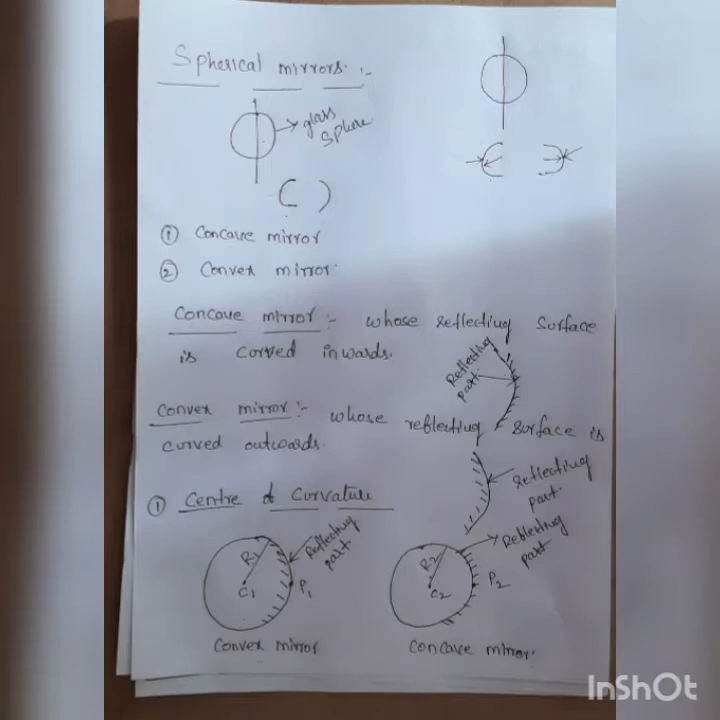 Spherical mirrors :-
glass
sphere
① Concave mirror
② Convex mirror.
Concave mirror :- whose reflecting surface
is corved inwards.
Reflecting
part.
Convex mirror :- whose reflecting surface is
curved outwards.
reflecting
part.
① Centre of Curvature
R1
C1
P1
Reflecting
part
Convex mirror
R2
C2
P2
Reflecting
part
Concave mirror.
InShOt